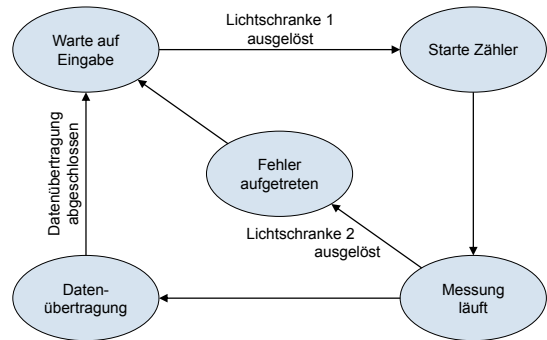 Warte auf
Eingabe
Lichtschranke 1
ausgelöst
Starte Zähler
Datenübertragung
abgeschlossen
Fehler
aufgetreten
Lichtschranke 2
ausgelöst
Daten-
übertragung
Messung
läuft